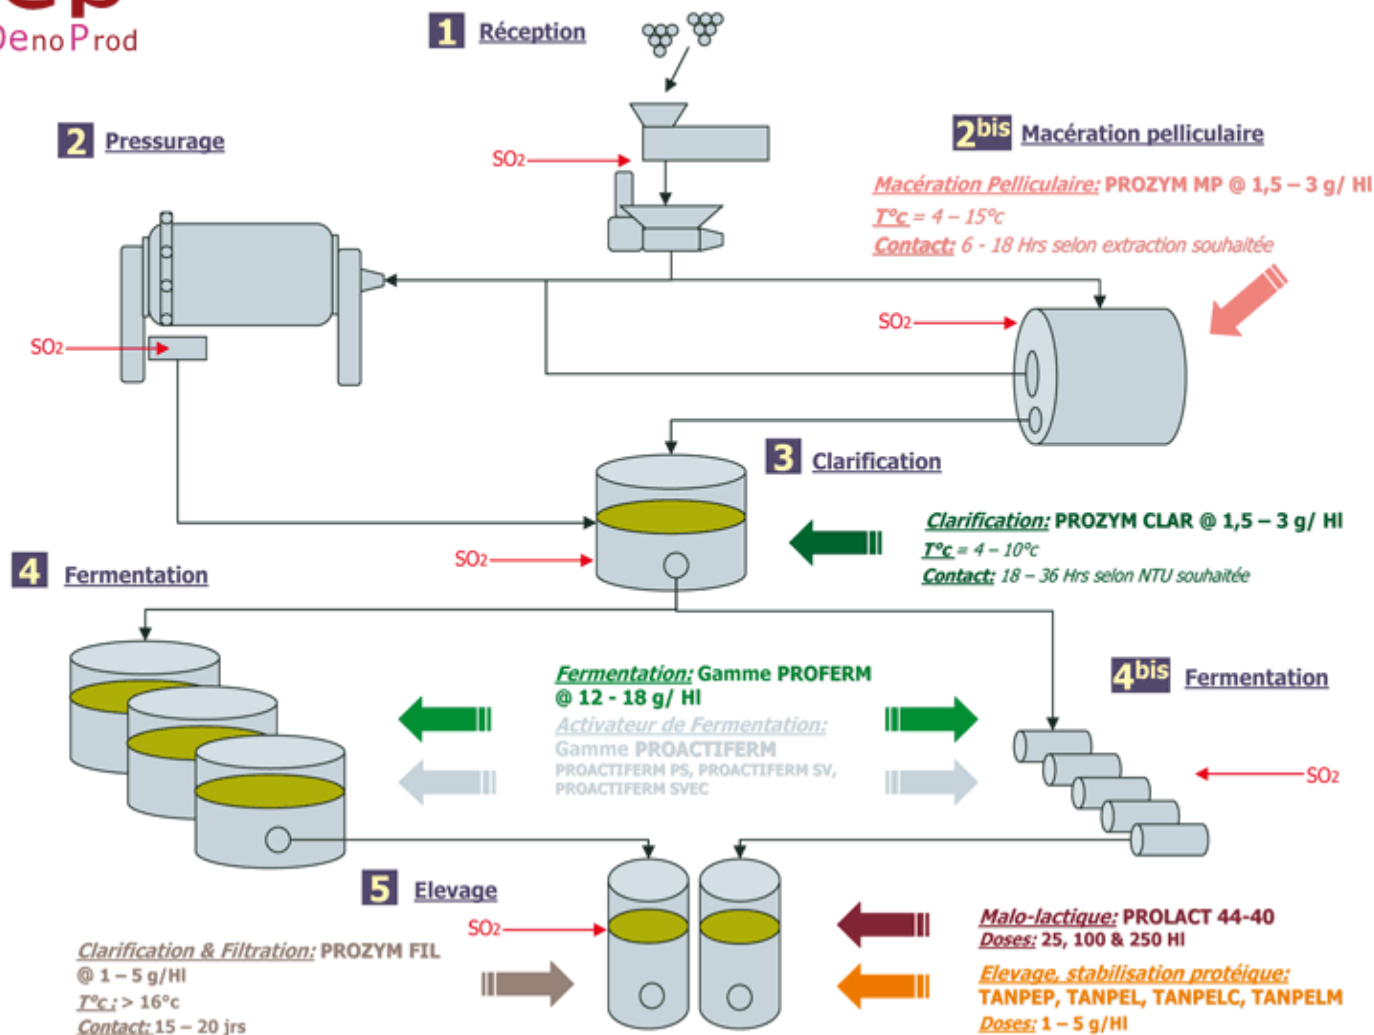 ep
OenoProd
1 Réception
2 Pressurage
SO2
2bis Macération pelliculaire
Macération Pelliculaire: PROZYM MP @ 1,5 – 3 g/ Hl
T°c = 4 – 15°c
Contact: 6 - 18 Hrs selon extraction souhaitée
SO2
SO2
3 Clarification
Clarification: PROZYM CLAR @ 1,5 – 3 g/ Hl
T°c = 4 – 10°c
Contact: 18 – 36 Hrs selon NTU souhaitée
SO2
4 Fermentation
Fermentation: Gamme PROFERM
@ 12 - 18 g/ Hl
Activateur de Fermentation:
Gamme PROACTIFERM
PROACTIFERM PS, PROACTIFERM SV,
PROACTIFERM SVEC
4bis Fermentation
SO2
5 Elevage
SO2
Clarification & Filtration: PROZYM FIL
@ 1 – 5 g/Hl
T°c : > 16°c
Contact: 15 – 20 jrs
Malo-lactique: PROLACT 44-40
Doses: 25, 100 & 250 Hl
Elevage, stabilisation protéique:
TANPEP, TANPEL, TANPELC, TANPELM
Doses: 1 – 5 g/Hl